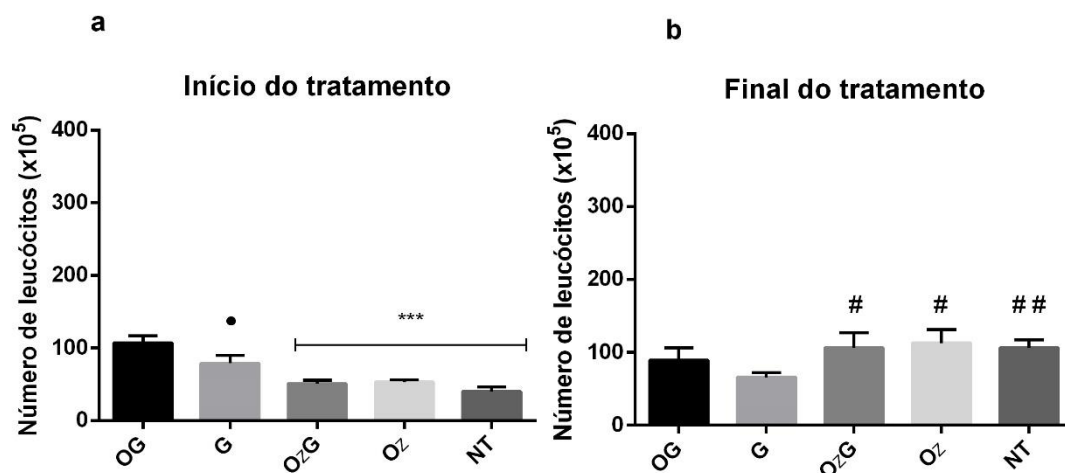 a
Início do tratamento
Número de leucócitos (x10⁵)
400
300
200
100
0
•
***
OG
G
OzG
Oz
NT
b
Final do tratamento
Número de leucócitos (x10⁵)
400
300
200
100
0
#
#
##
OG
G
OzG
Oz
NT